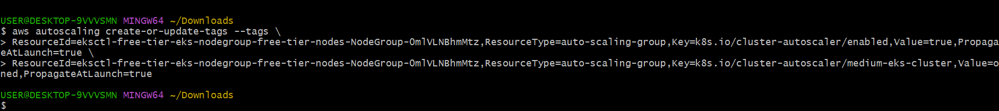 USER@DESKTOP-9VVVSMN MINGW64 ~/Downloads
$ aws autoscaling create-or-update-tags --tags \
> ResourceId=eksctl-free-tier-eks-nodegroup-free-tier-nodes-NodeGroup-OmlVLNBhmMtz,ResourceType=auto-scaling-group,Key=k8s.io/cluster-autoscaler/enabled,Value=true,Propaga
eAtLaunch=true \
> ResourceId=eksctl-free-tier-eks-nodegroup-free-tier-nodes-NodeGroup-OmlVLNBhmMtz,ResourceType=auto-scaling-group,Key=k8s.io/cluster-autoscaler/medium-eks-cluster,Value=o
ned,PropagateAtLaunch=true
USER@DESKTOP-9VVVSMN MINGW64 ~/Downloads
$